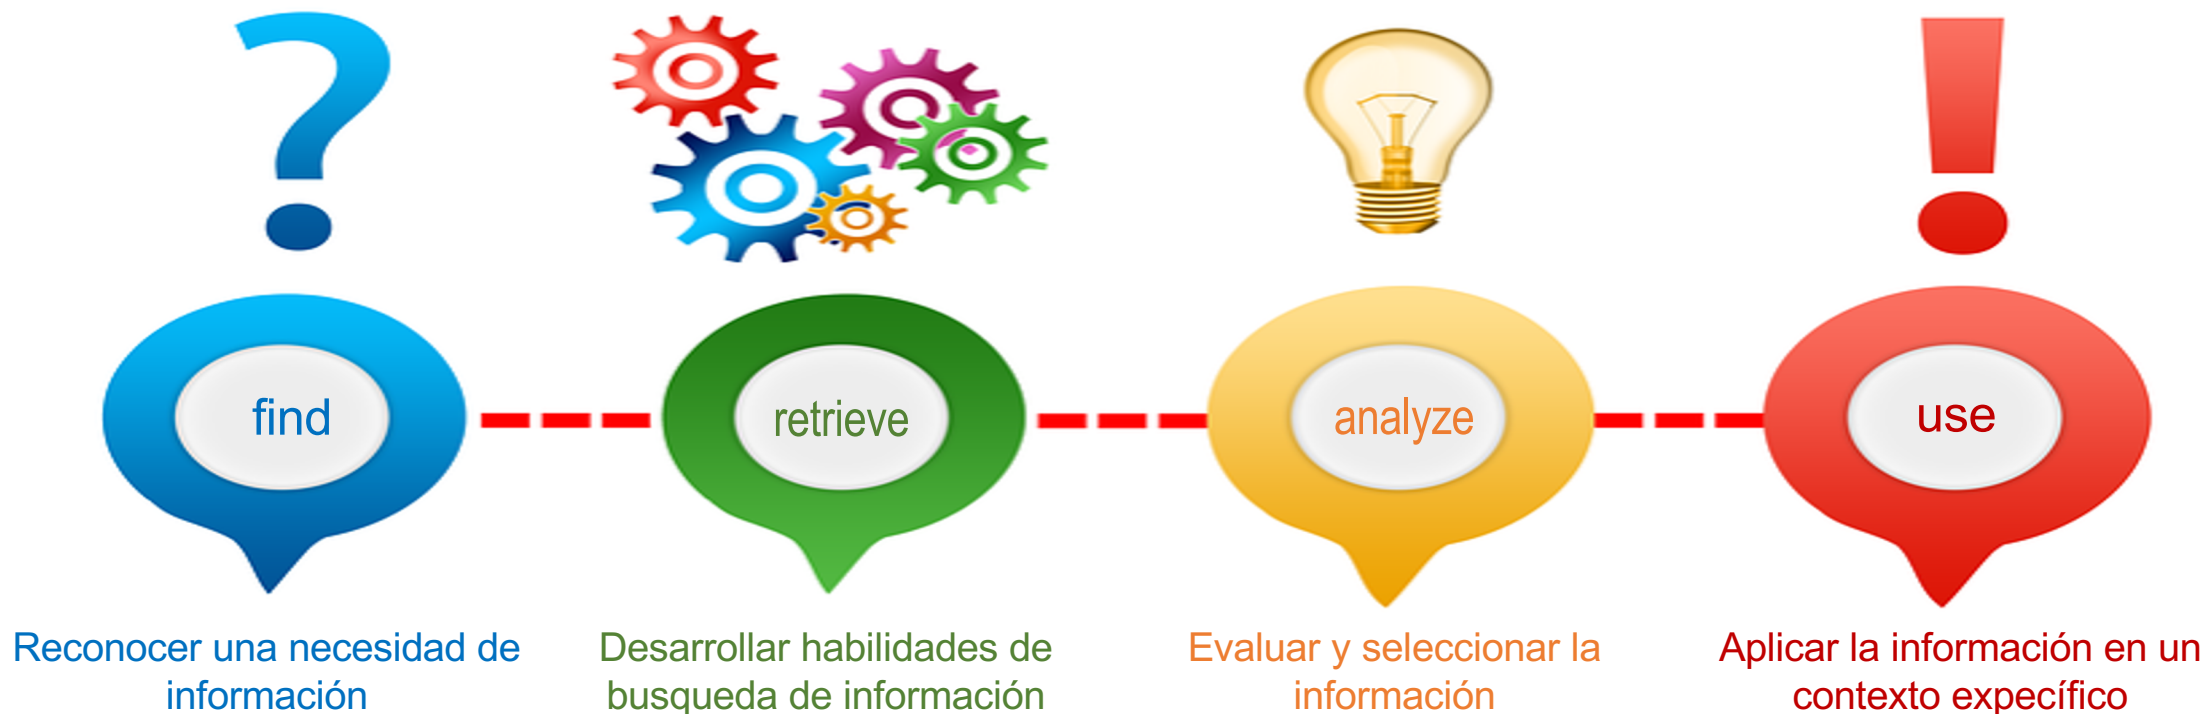 find
retrieve
analyze
use
Reconocer una necesidad de
información
Desarrollar habilidades de
busqueda de información
Evaluar y seleccionar la
información
Aplicar la información en un
contexto expecífico